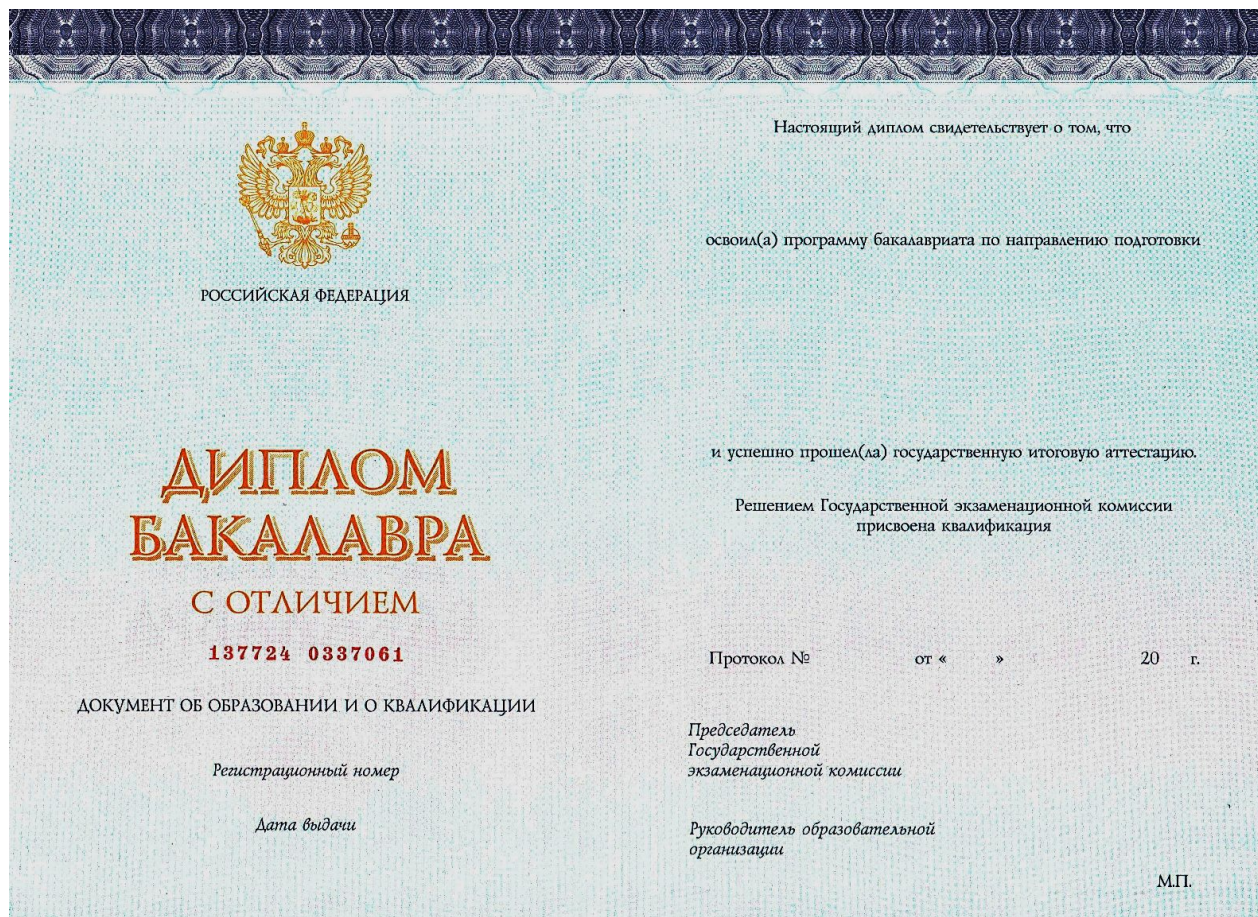 РОССИЙСКАЯ ФЕДЕРАЦИЯ
ДИПЛОМ
БАКАЛАВРА
С ОТЛИЧИЕМ
137724 0337061
ДОКУМЕНТ ОБ ОБРАЗОВАНИИ И О КВАЛИФИКАЦИИ
Регистрационный номер
Дата выдачи
Настоящий диплом свидетельствует о том, что
освоил(а) программу бакалавриата по направлению подготовки
и успешно прошел(ла) государственную итоговую аттестацию.
Решением Государственной экзаменационной комиссии
присвоена квалификация
Протокол № от « » 20 г.
Председатель
Государственной
экзаменационной комиссии
Руководитель образовательной
организации
М.П.